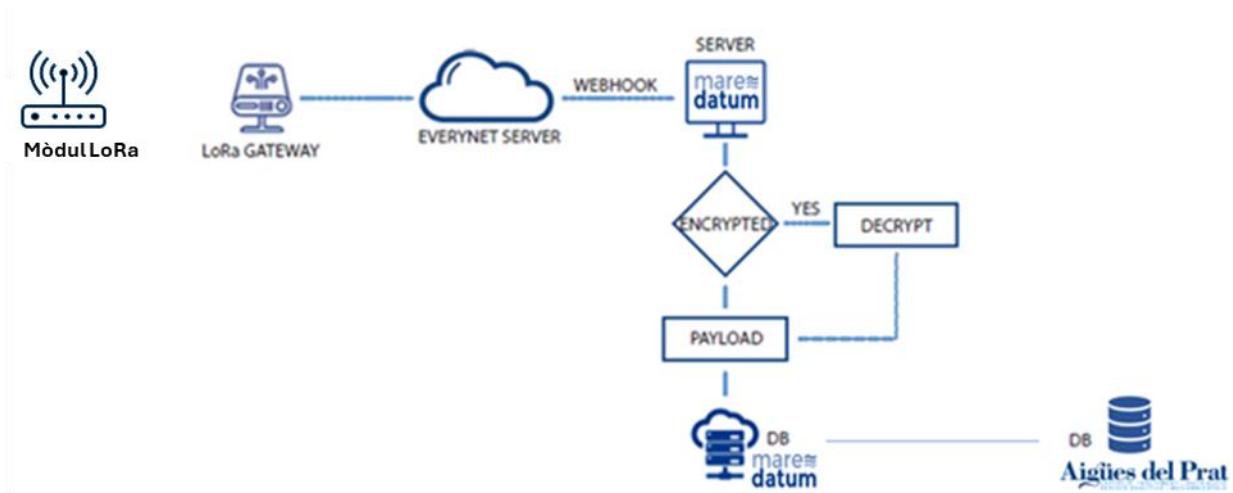 SERVER
mare
datum
WEBHOOK
EVERYNET SERVER
Mòdul LoRa
LoRa GATEWAY
ENCRYPTED
YES
DECRYPT
PAYLOAD
DB
mare
datum
DB
Aigües del Prat